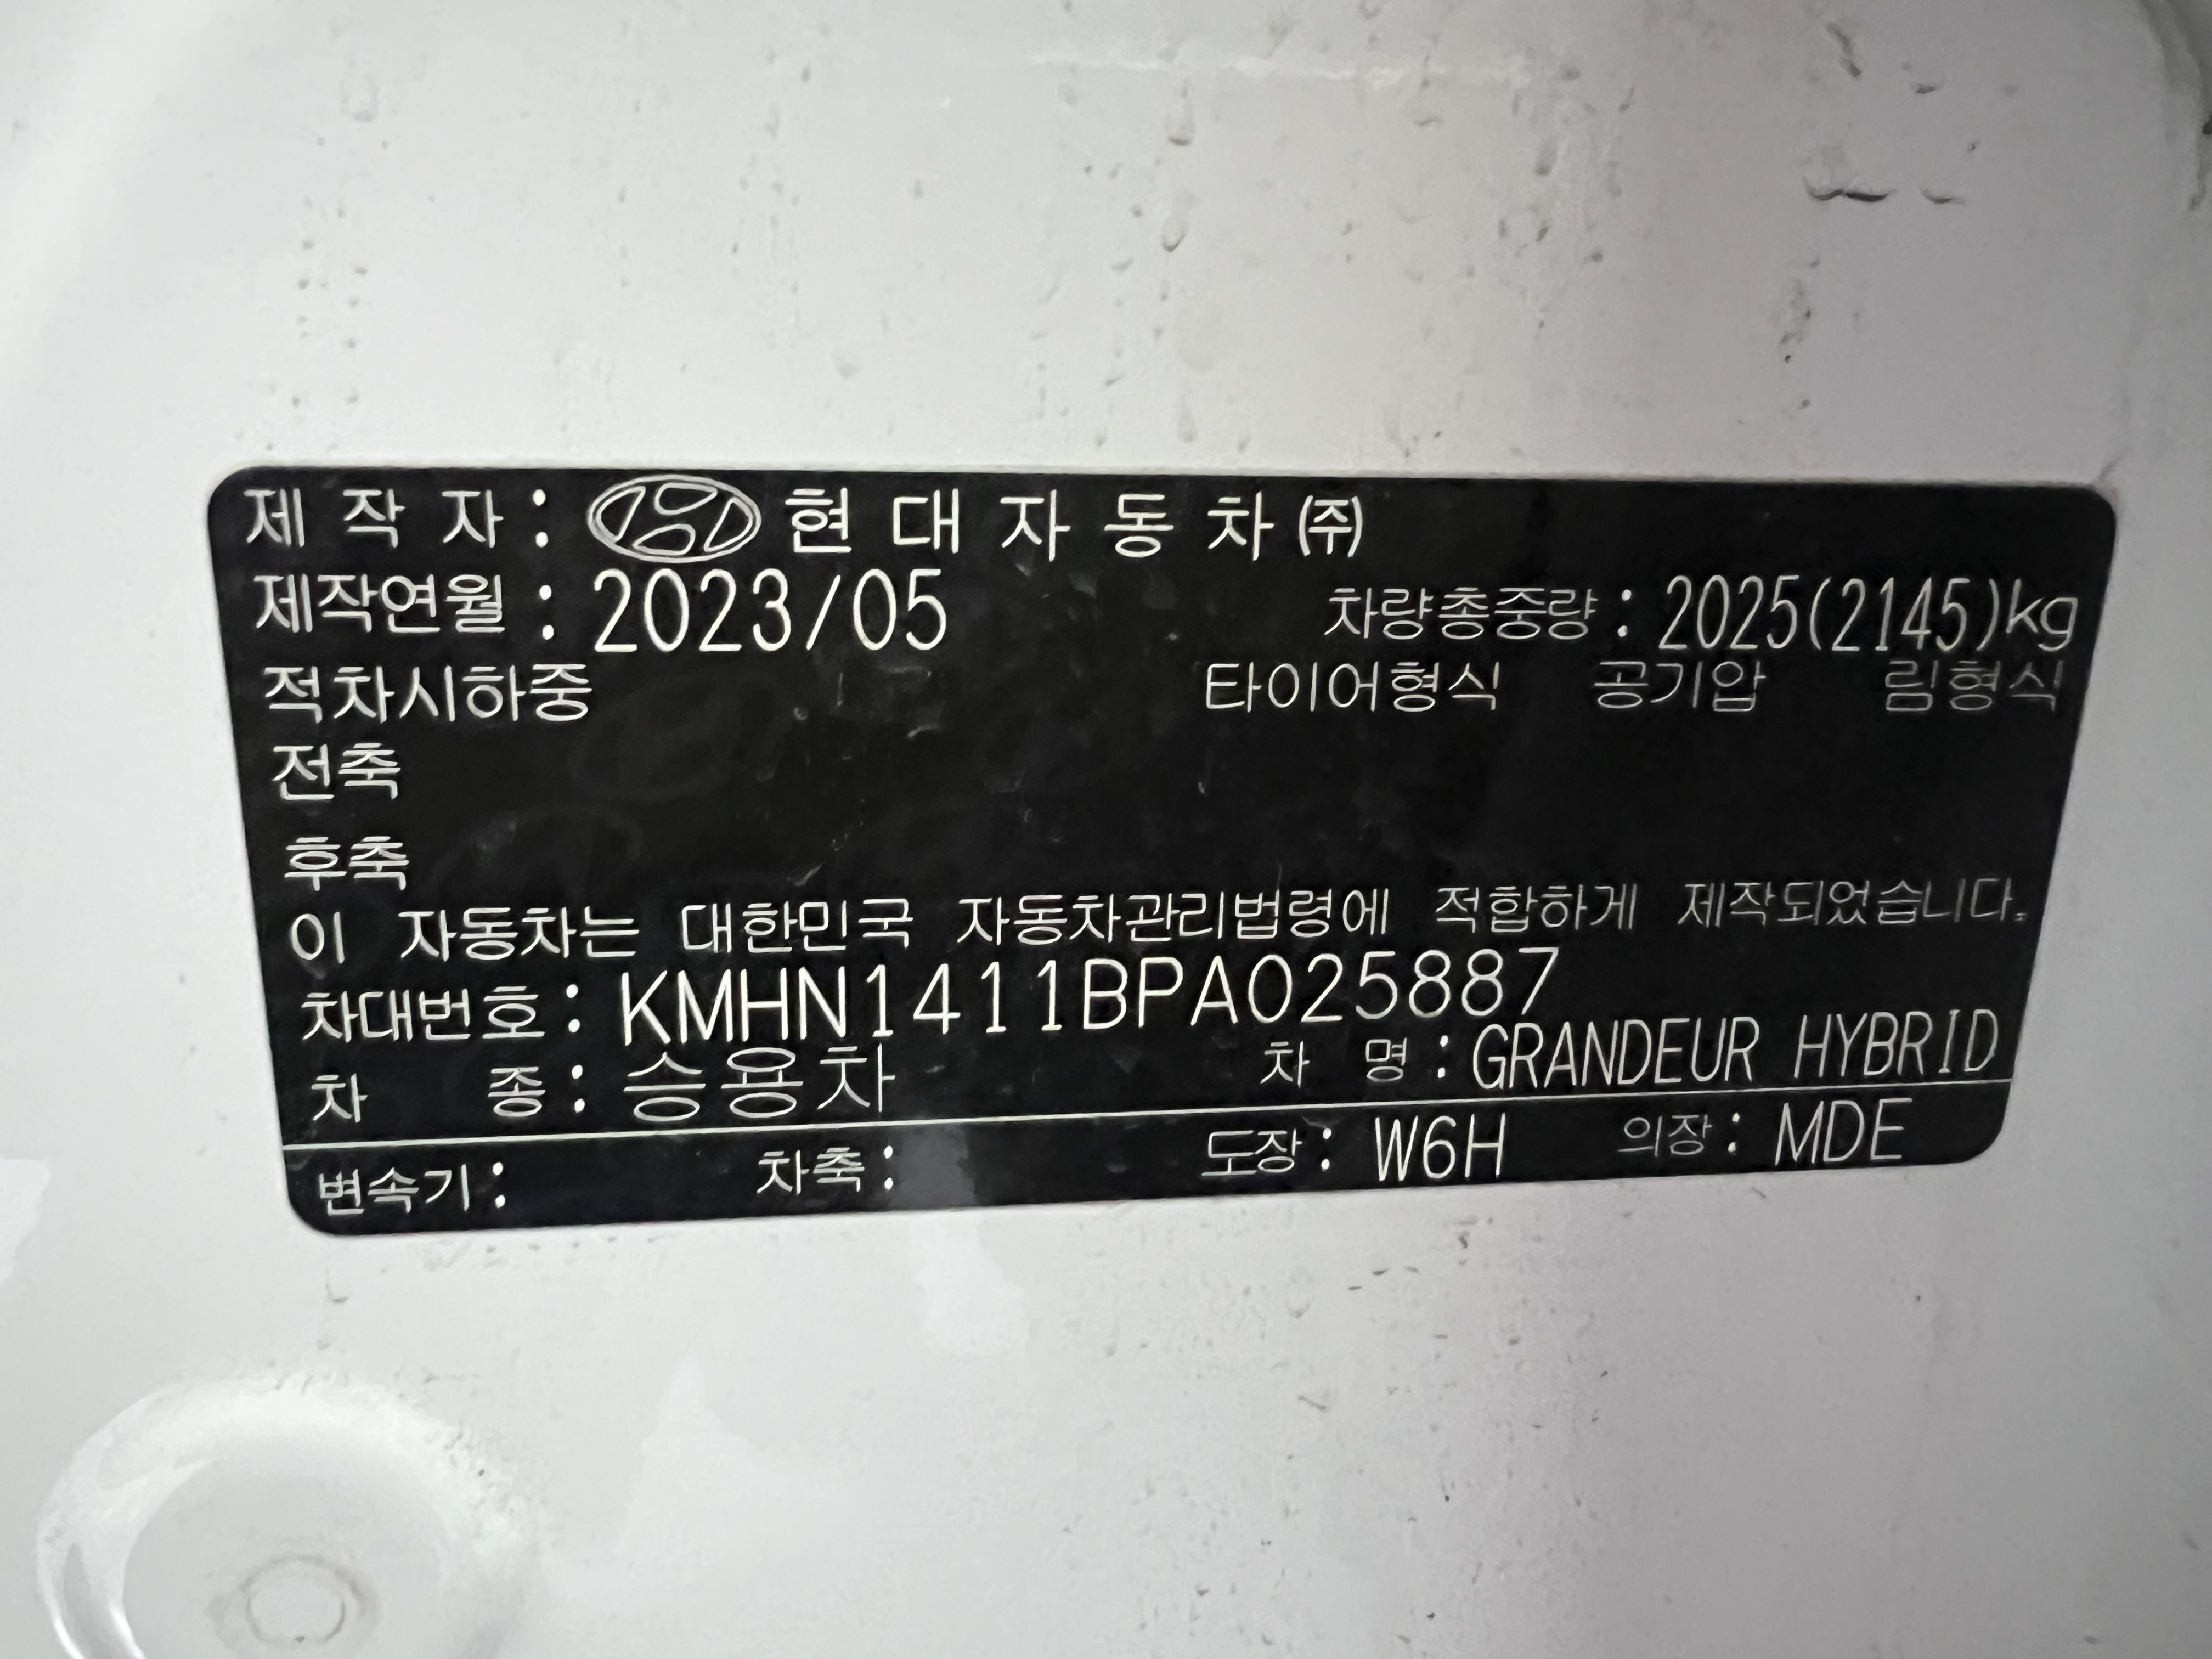 제 작 자 : 현 대 자 동 차 ㈜
제작연월 : 2023/05 차량총중량 : 2025(2145)kg
적차시하중 타이어형식 공기압 림형식
전축
후축
이 자동차는 대한민국 자동차관리법령에 적합하게 제작되었습니다.
차대번호 : KMHN1411BPA025887
차 종 : 승용차 차 명 : GRANDEUR HYBRID
변속기 : 차축 : 도장 : W6H 의장 : MDE